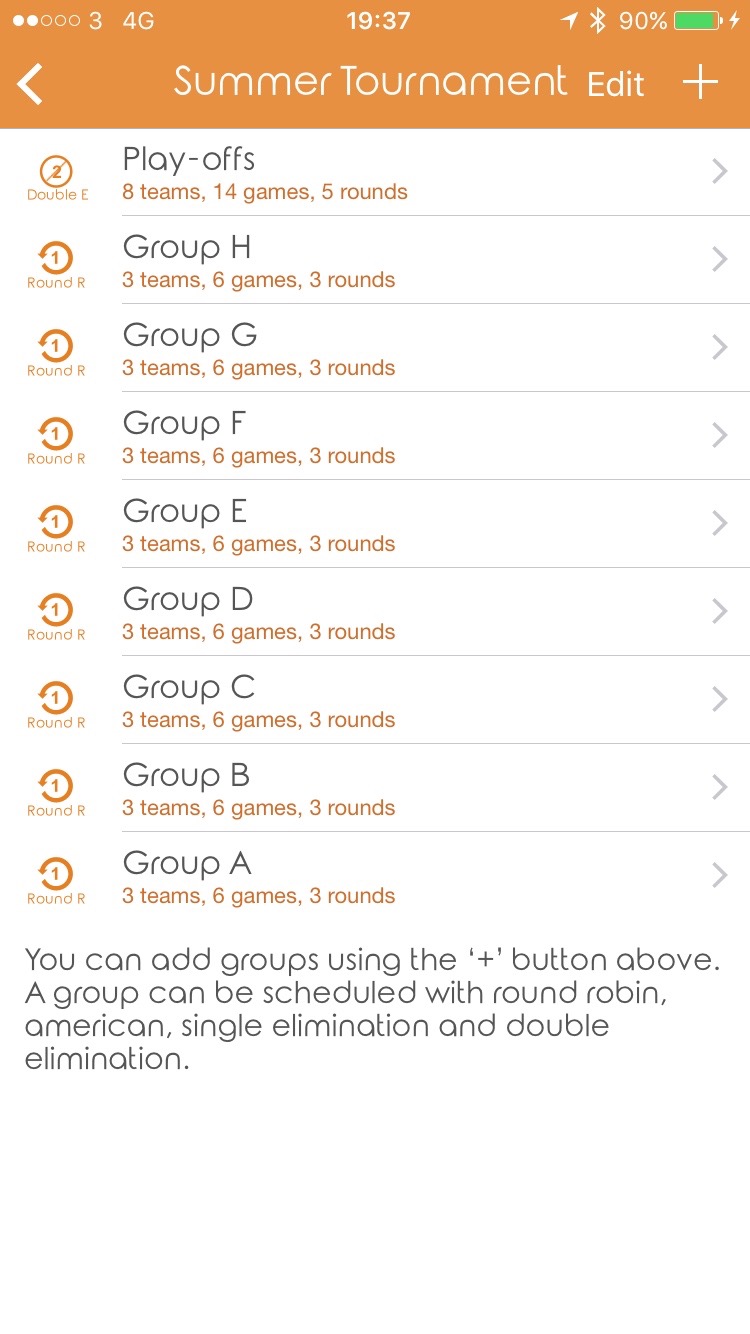 3 4G 19:37 90%
Summer Tournament Edit +
2
Double E
Play-offs
8 teams, 14 games, 5 rounds
1
Round R
Group H
3 teams, 6 games, 3 rounds
1
Round R
Group G
3 teams, 6 games, 3 rounds
1
Round R
Group F
3 teams, 6 games, 3 rounds
1
Round R
Group E
3 teams, 6 games, 3 rounds
1
Round R
Group D
3 teams, 6 games, 3 rounds
1
Round R
Group C
3 teams, 6 games, 3 rounds
1
Round R
Group B
3 teams, 6 games, 3 rounds
1
Round R
Group A
3 teams, 6 games, 3 rounds
You can add groups using the ‘+’ button above.
A group can be scheduled with round robin,
american, single elimination and double
elimination.